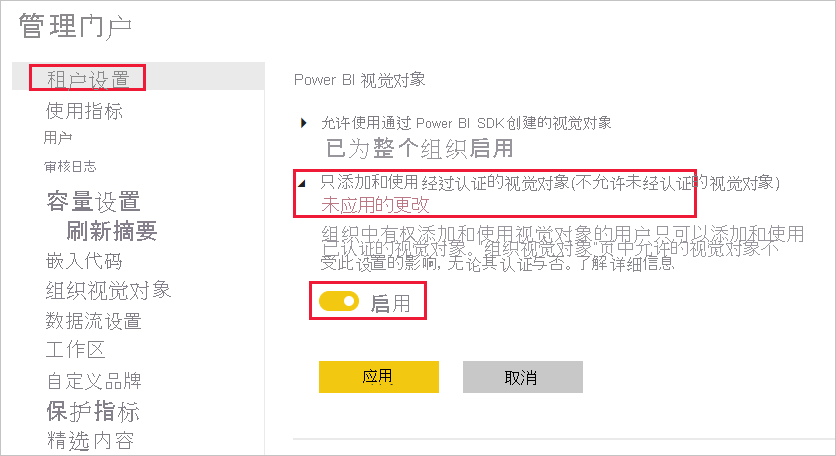 管理门户
租户设置
使用指标
用户
审核日志
容量设置
刷新摘要
嵌入代码
组织视觉对象
数据流设置
工作区
自定义品牌
保护指标
精选内容
Power BI 视觉对象
允许使用通过 Power BI SDK 创建的视觉对象
已为整个组织启用
只添加和使用经过认证的视觉对象(不允许未经认证的视觉对象)
未应用的更改
组织中有权添加和使用视觉对象的用户只可以添加和使用
已认证的视觉对象。“组织视觉对象”页中允许的视觉对象不
受此设置的影响, 无论其认证与否。了解详细信息
启用
应用
取消